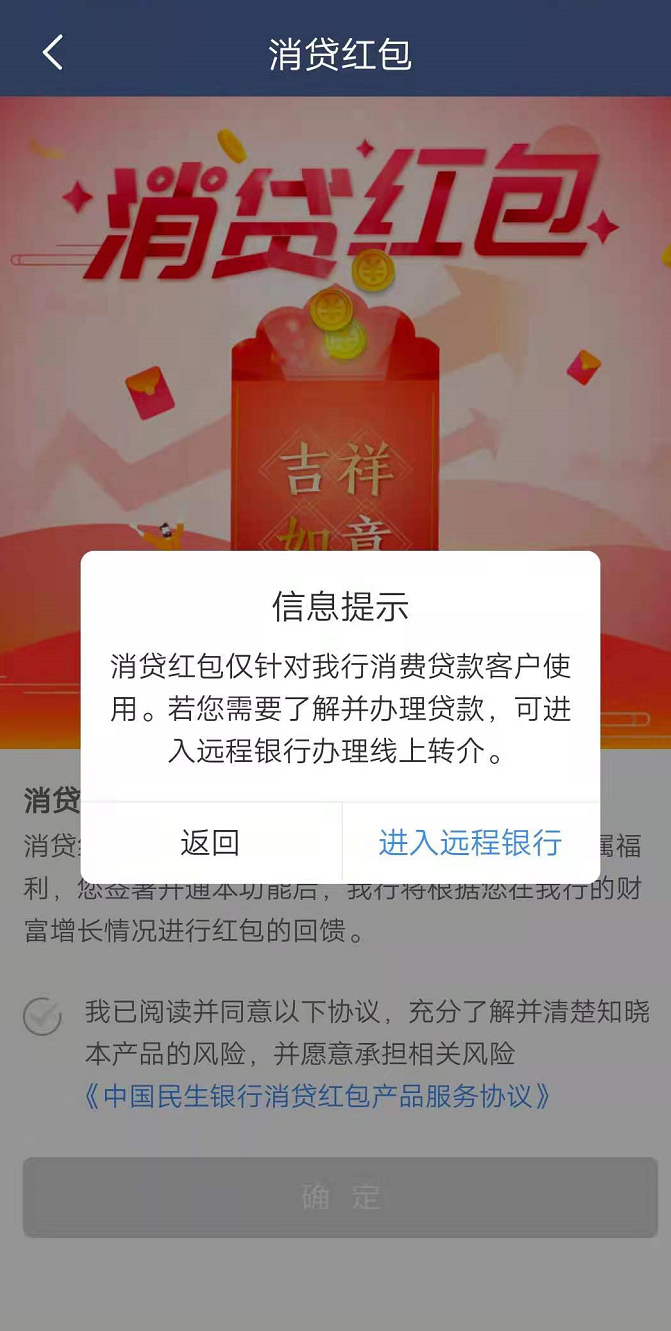 消贷红包
消贷红包
吉祥
如意
信息提示
消贷红包仅针对我行消费贷款客户使
用。若您需要了解并办理贷款，可进
入远程银行办理线上转介。
返回
进入远程银行
消贷
消贷
属福
利，您签署开通本功能后，我行将根据您在我行的财
富增长情况进行红包的回馈。
我已阅读并同意以下协议，充分了解并清楚知晓
本产品的风险，并愿意承担相关风险
《中国民生银行消贷红包产品服务协议》
确 定